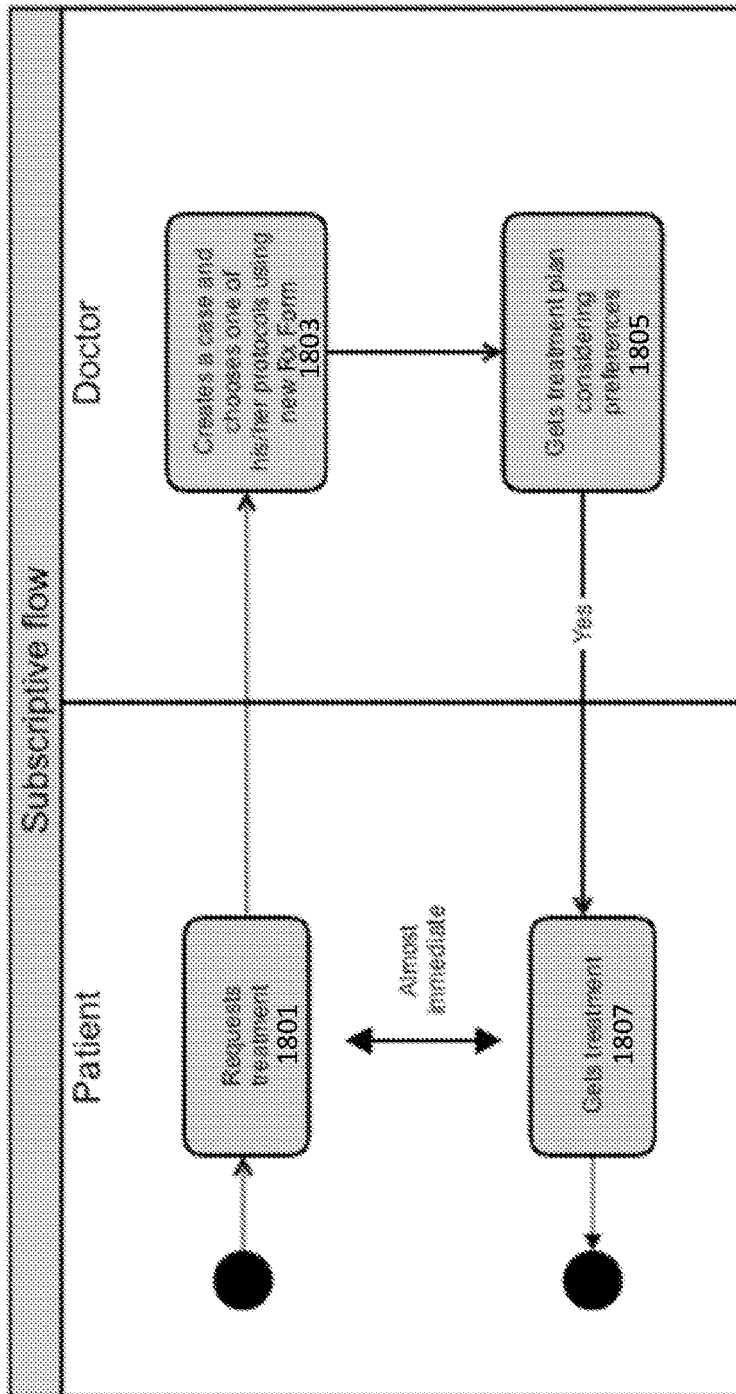 Subscriptive flow
Patient
Doctor
Requests
treatment
1801
Creates a case and
chooses one of
his/her protocols using
new Rx Form
1803
Almost
immediate
Gets treatment
1807
Yes
Gets treatment plan
considering
preferences
1805